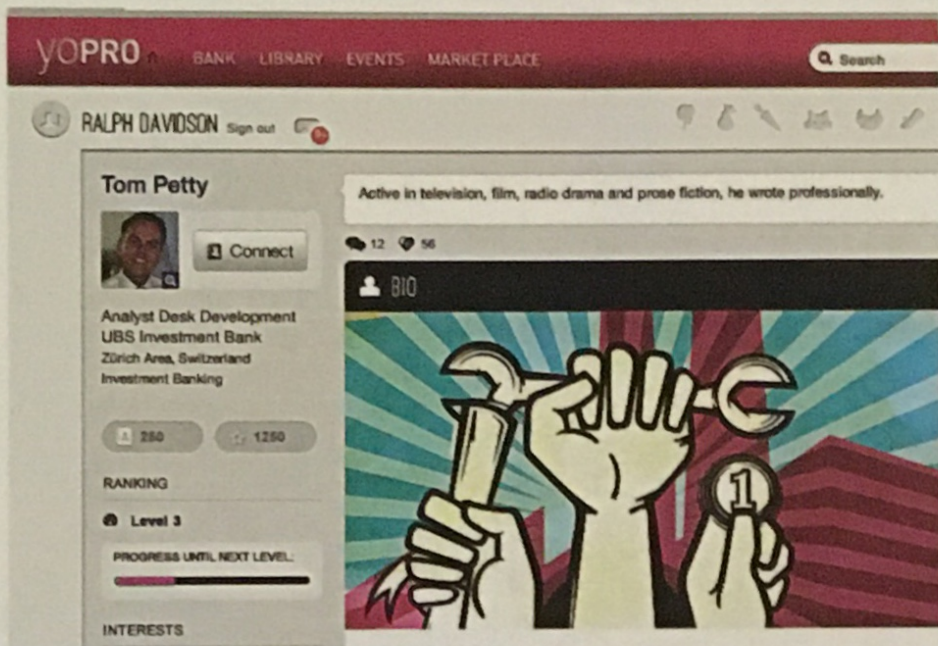 yoPRO
BANK LIBRARY EVENTS MARKET PLACE
Search
RALPH DAVIDSON Sign out
Tom Petty
Connect
Analyst Desk Development
UBS Investment Bank
Zürich Area, Switzerland
Investment Banking
250 1250
RANKING
Level 3
PROGRESS UNTIL NEXT LEVEL:
INTERESTS
Active in television, film, radio drama and prose fiction, he wrote professionally.
12 56
BIO
1